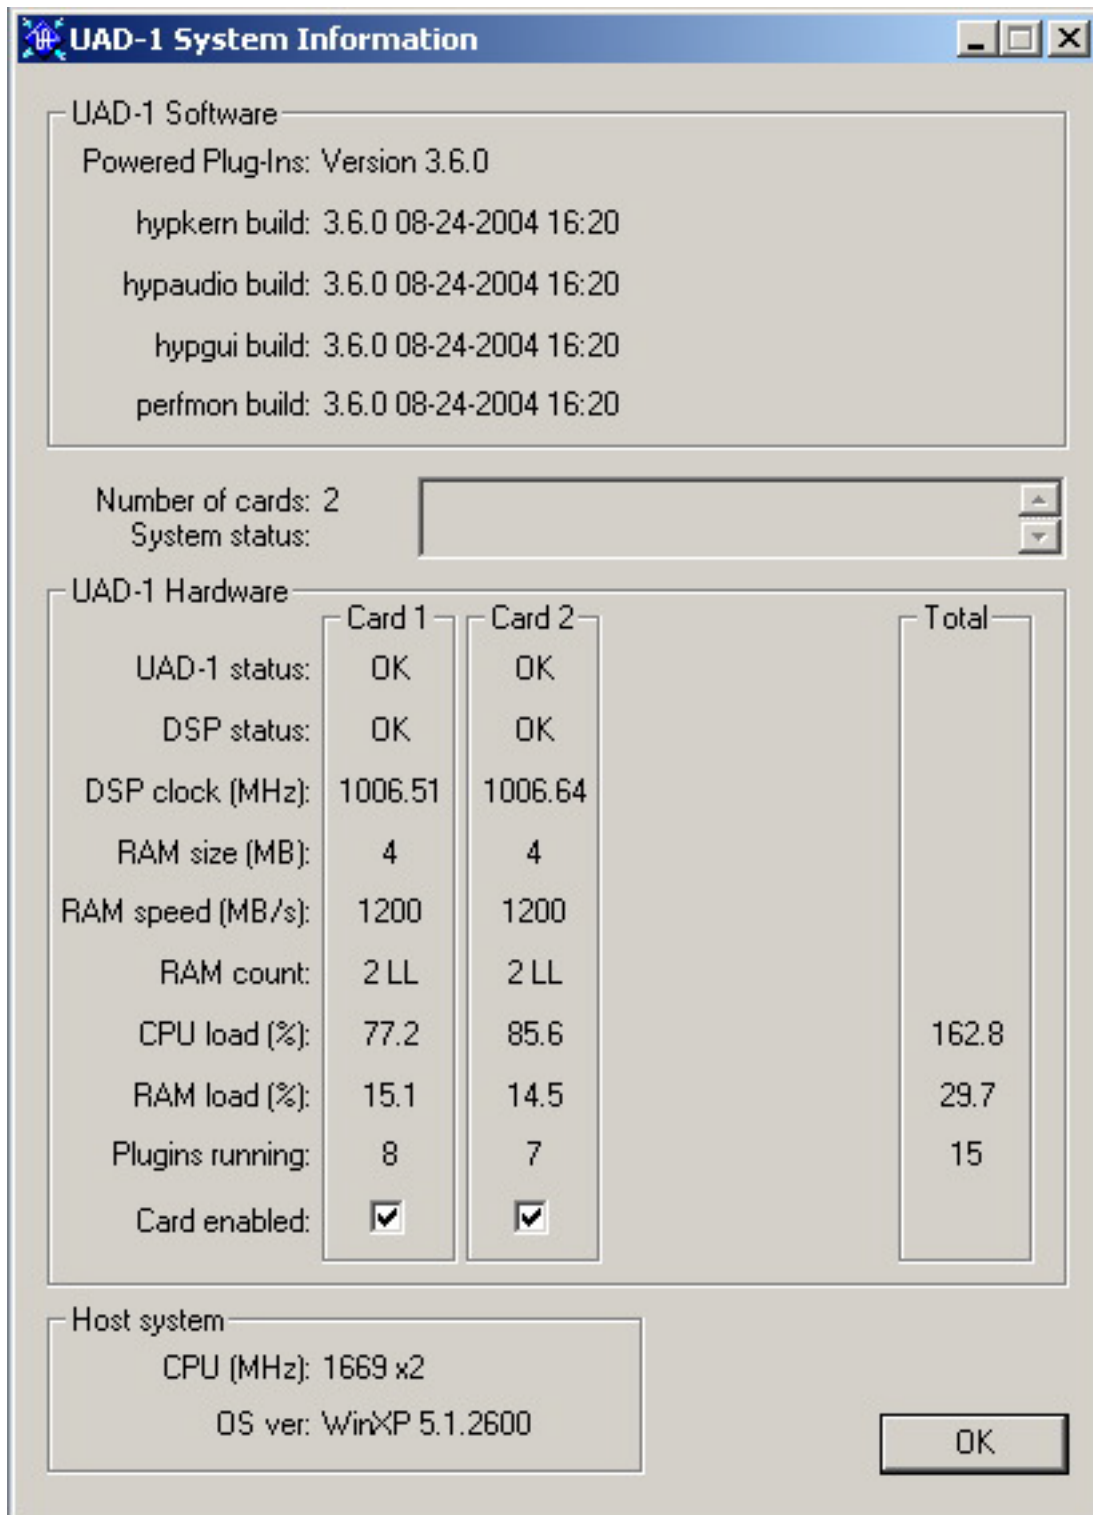 UAD-1 System Information
UAD-1 Software
Powered Plug-Ins: Version 3.6.0
hypkern build: 3.6.0 08-24-2004 16:20
hypaudio build: 3.6.0 08-24-2004 16:20
hypgui build: 3.6.0 08-24-2004 16:20
perfmon build: 3.6.0 08-24-2004 16:20
Number of cards: 2
System status:
UAD-1 Hardware
Card 1 Card 2 Total
UAD-1 status: OK OK
DSP status: OK OK
DSP clock (MHz): 1006.51 1006.64
RAM size (MB): 4 4
RAM speed (MB/s): 1200 1200
RAM count: 2 LL 2 LL
CPU load (%): 77.2 85.6 162.8
RAM load (%): 15.1 14.5 29.7
Plugins running: 8 7 15
Card enabled:
Host system
CPU (MHz): 1669 x2
OS ver: WinXP 5.1.2600
OK